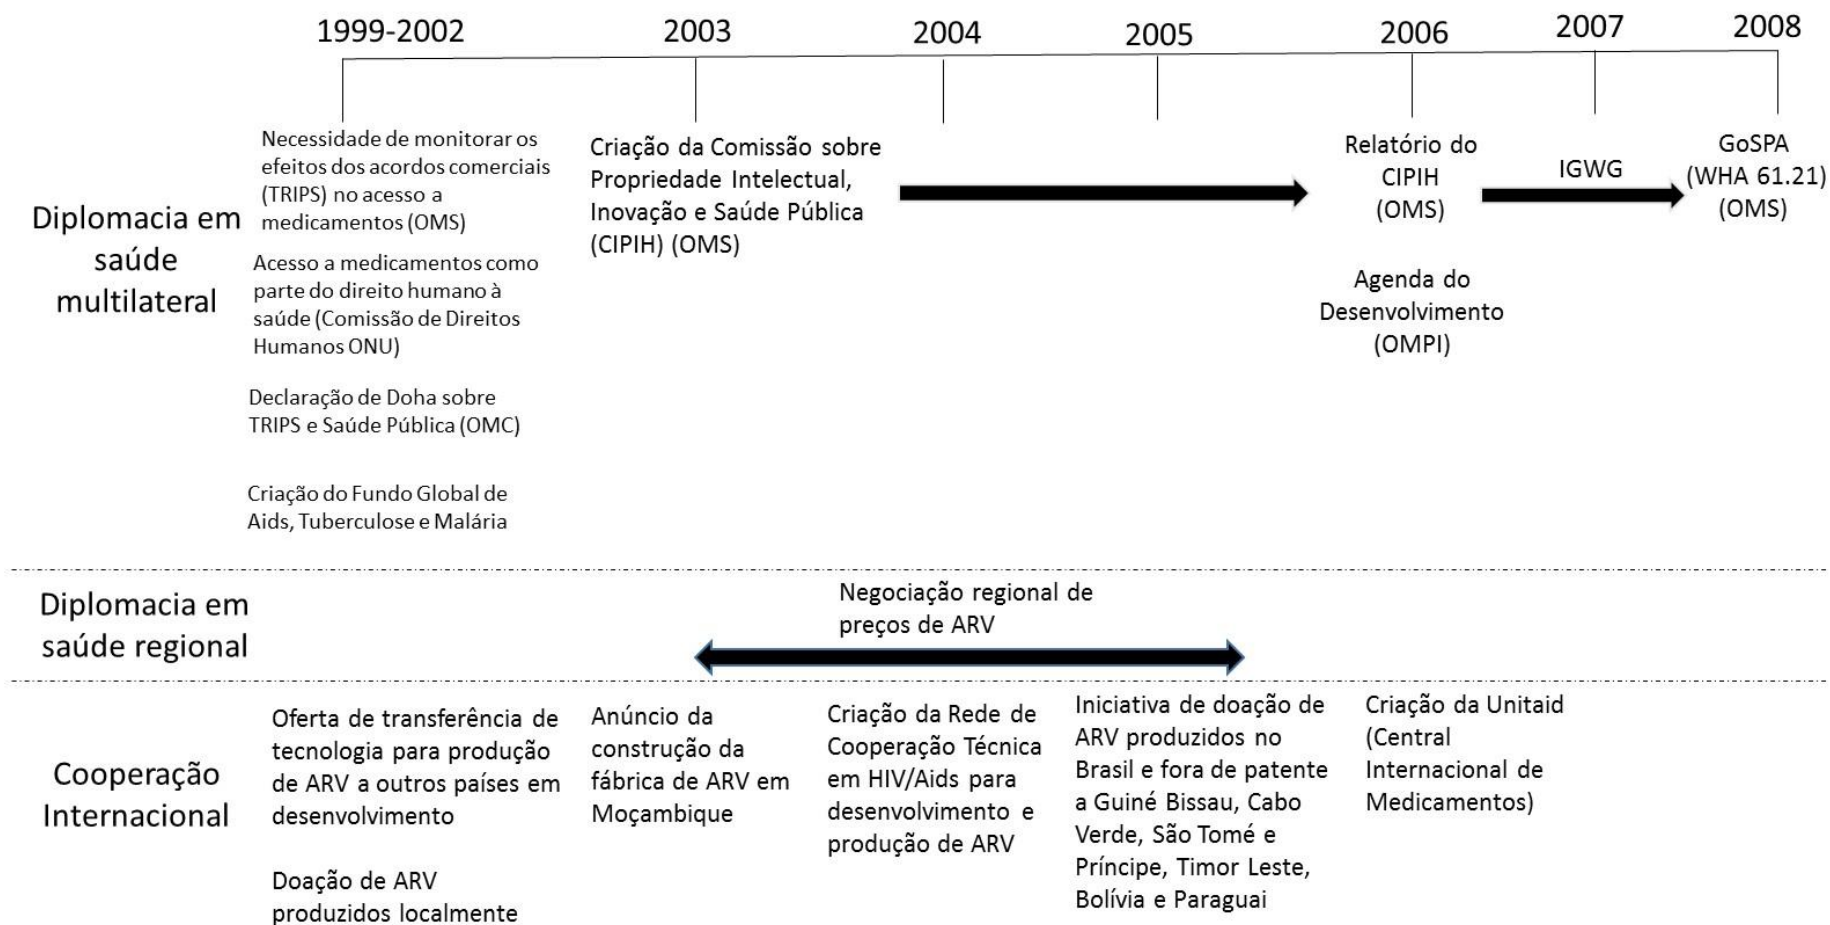 1999-2002
2003
2004
2005
2006
2007
2008
Diplomacia em
saúde
multilateral
Necessidade de monitorar os
efeitos dos acordos comerciais
(TRIPS) no acesso a
medicamentos (OMS)
Acesso a medicamentos como
parte do direito humano à
saúde (Comissão de Direitos
Humanos ONU)
Declaração de Doha sobre
TRIPS e Saúde Pública (OMC)
Criação do Fundo Global de
Aids, Tuberculose e Malária
Criação da Comissão sobre
Propriedade Intelectual,
Inovação e Saúde Pública
(CIPIH) (OMS)
Relatório do
CIPIH
(OMS)
Agenda do
Desenvolvimento
(OMPI)
IGWG
GoSPA
(WHA 61.21)
(OMS)
Diplomacia em
saúde regional
Negociação regional de
preços de ARV
Cooperação
Internacional
Oferta de transferência de
tecnologia para produção
de ARV a outros países em
desenvolvimento
Doação de ARV
produzidos localmente
Anúncio da
construção da
fábrica de ARV em
Moçambique
Criação da Rede de
Cooperação Técnica
em HIV/Aids para
desenvolvimento e
produção de ARV
Iniciativa de doação de
ARV produzidos no
Brasil e fora de patente
a Guiné Bissau, Cabo
Verde, São Tomé e
Príncipe, Timor Leste,
Bolívia e Paraguai
Criação da Unitaid
(Central
Internacional de
Medicamentos)